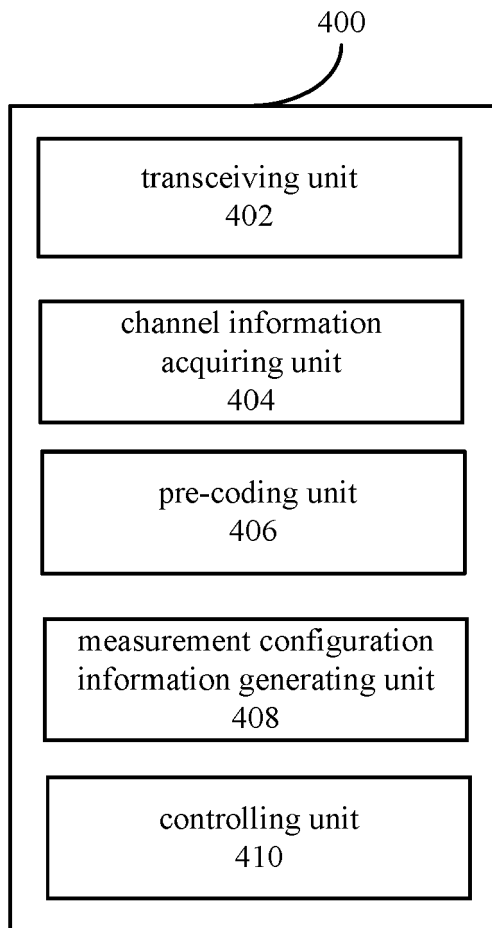 400
transceiving unit
402
channel information
acquiring unit
404
pre-coding unit
406
measurement configuration
information generating unit
408
controlling unit
410